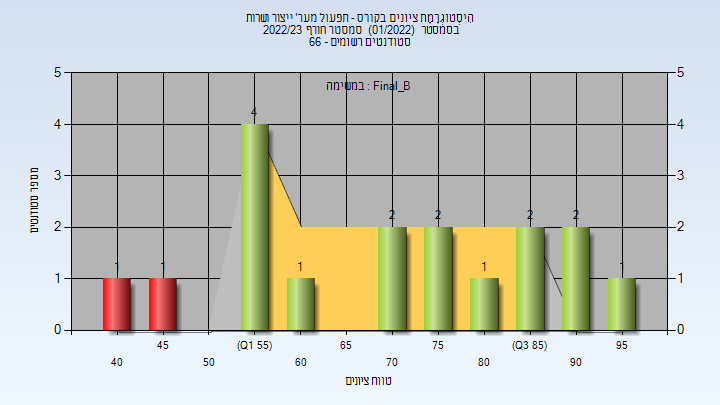 היסטוגרמת ציונים בקורס - תפעול מער' ייצור ושרות
בסמסטר (01/2022) סמסטר חורף 2022/23
סטודנטים רשומים - 66
במשימה : Final_B
מספר סטודנטים
5 5
4 4
3 3
2 2
1 1
0 0
1 1 4 1 2 2 1 2 2 1
45 (Q1 55) 65 75 (Q3 85) 95
40 50 60 70 80 90
טווח ציונים